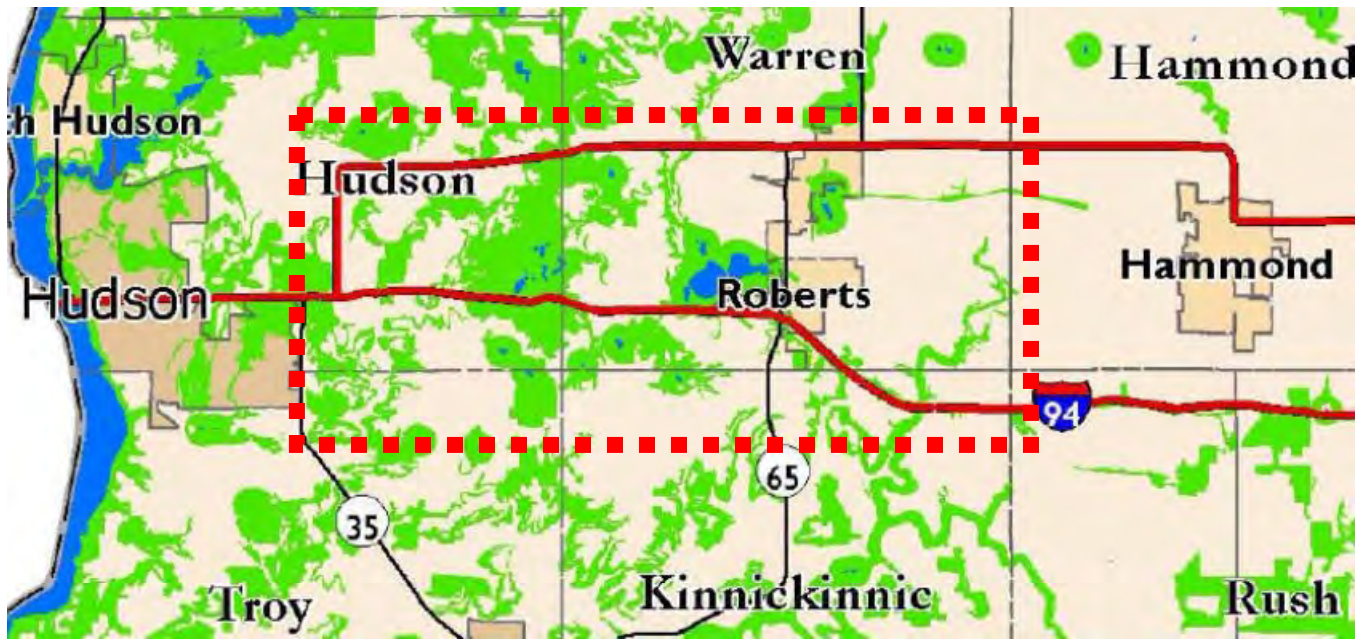 Warren
Hammond
h Hudson
Hudson
Hudson
Roberts
Hammond
94
65
35
Troy
Kinnickinnic
Rush